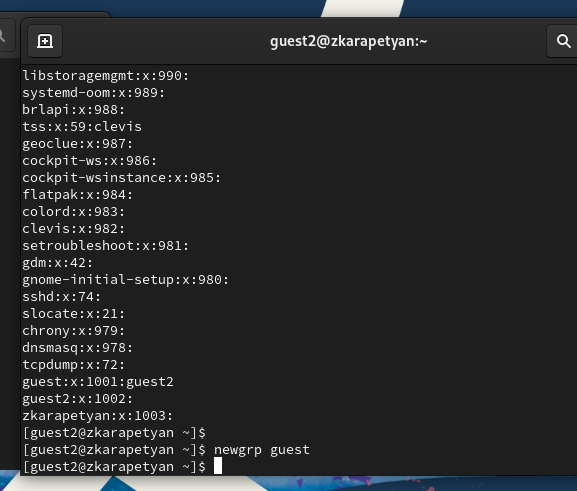 guest2@zkarapetyan:~
libstoragemgmt:x:990:
systemd-oom:x:989:
brlapi:x:988:
tss:x:59:clevis
geoclue:x:987:
cockpit-ws:x:986:
cockpit-wsinstance:x:985:
flatpak:x:984:
colord:x:983:
clevis:x:982:
setroubleshoot:x:981:
gdm:x:42:
gnome-initial-setup:x:980:
sshd:x:74:
slocate:x:21:
chrony:x:979:
dnsmasq:x:978:
tcpdump:x:72:
guest:x:1001:guest2
guest2:x:1002:
zkarapetyan:x:1003:
[guest2@zkarapetyan ~]$
[guest2@zkarapetyan ~]$ newgrp guest
[guest2@zkarapetyan ~]$